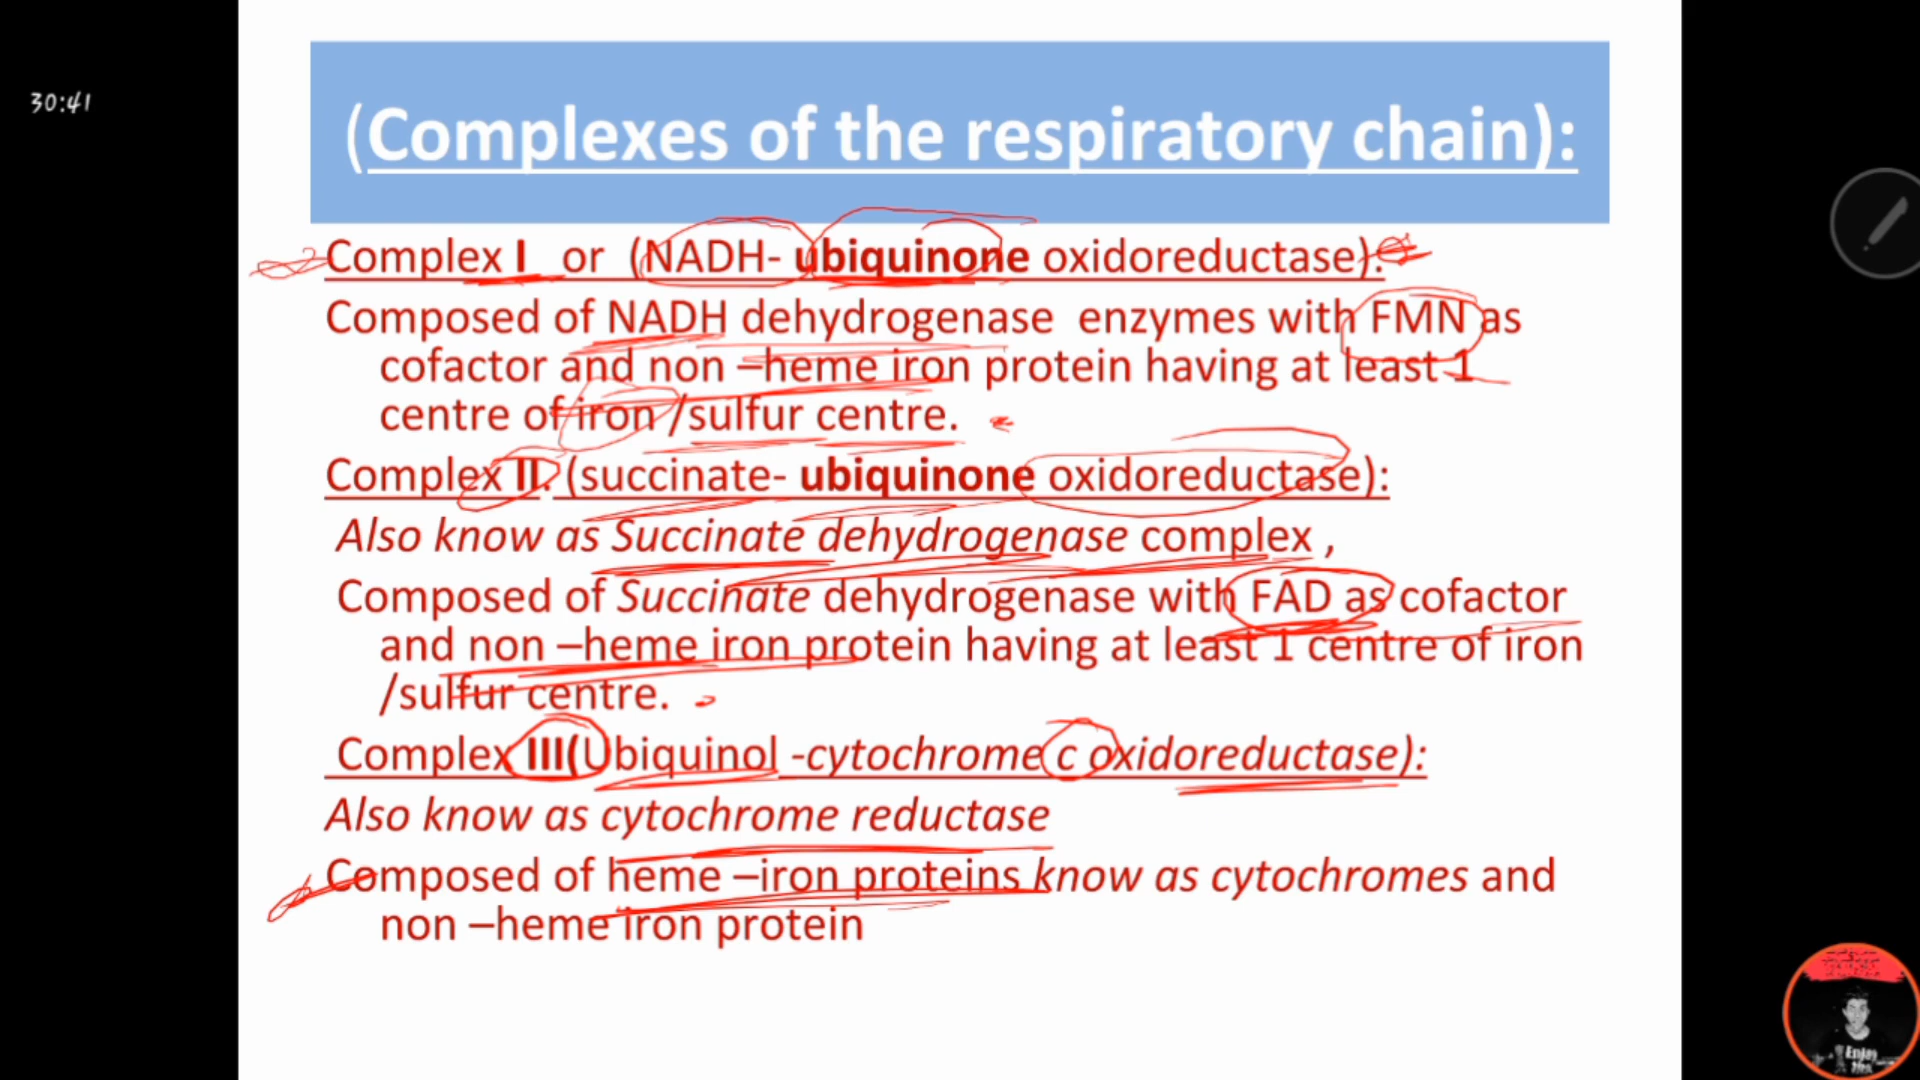 30:41
(Complexes of the respiratory chain):
Complex I or (NADH- ubiquinone oxidoreductase).
Composed of NADH dehydrogenase enzymes with FMN as
cofactor and non –heme iron protein having at least 1
centre of iron /sulfur centre.
Complex II. (succinate- ubiquinone oxidoreductase):
Also know as Succinate dehydrogenase complex ,
Composed of Succinate dehydrogenase with FAD as cofactor
and non –heme iron protein having at least 1 centre of iron
/sulfur centre.
Complex III(Ubiquinol -cytochrome c oxidoreductase):
Also know as cytochrome reductase
Composed of heme –iron proteins know as cytochromes and
non –heme iron protein